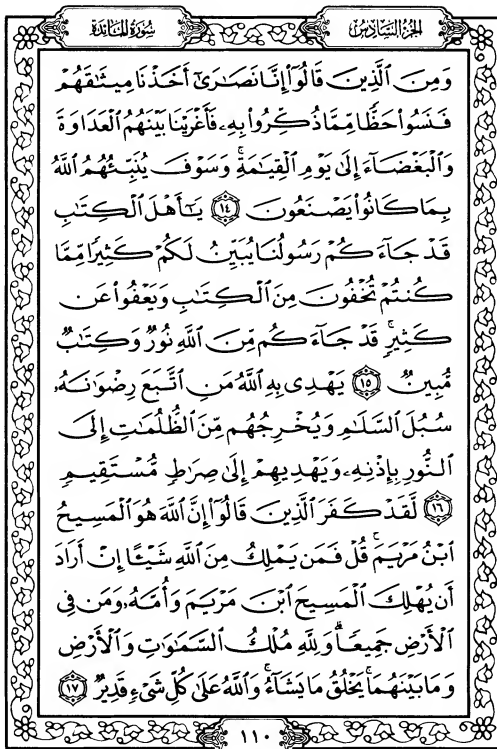 الجزء السادس
سورة المائدة
وَمِنَ ٱلَّذِينَ قَالُوٓا۟ إِنَّا نَصَٰرَىٰٓ أَخَذْنَا مِيثَٰقَهُمْ
فَنَسُوا۟ حَظًّا مِّمَّا ذُكِّرُوا۟ بِهِۦ فَأَغْرَيْنَا بَيْنَهُمُ ٱلْعَدَاوَةَ
وَٱلْبَغْضَآءَ إِلَىٰ يَوْمِ ٱلْقِيَٰمَةِ ۚ وَسَوْفَ يُنَبِّئُهُمُ ٱللَّهُ
بِمَا كَانُوا۟ يَصْنَعُونَ ١٤ يَٰٓأَهْلَ ٱلْكِتَٰبِ
قَدْ جَآءَكُمْ رَسُولُنَا يُبَيِّنُ لَكُمْ كَثِيرًا مِّمَّا
كُنتُمْ تُخْفُونَ مِنَ ٱلْكِتَٰبِ وَيَعْفُوا۟ عَن
كَثِيرٍ ۚ قَدْ جَآءَكُم مِّنَ ٱللَّهِ نُورٌ وَكِتَٰبٌ
مُّبِينٌ ١٥ يَهْدِى بِهِ ٱللَّهُ مَنِ ٱتَّبَعَ رِضْوَٰنَهُۥ
سُبُلَ ٱلسَّلَٰمِ وَيُخْرِجُهُم مِّنَ ٱلظُّلُمَٰتِ إِلَى
ٱلنُّورِ بِإِذْنِهِۦ وَيَهْدِيهِمْ إِلَىٰ صِرَٰطٍ مُّسْتَقِيمٍ
١٦ لَّقَدْ كَفَرَ ٱلَّذِينَ قَالُوٓا۟ إِنَّ ٱللَّهَ هُوَ ٱلْمَسِيحُ
ٱبْنُ مَرْيَمَ ۚ قُلْ فَمَن يَمْلِكُ مِنَ ٱللَّهِ شَيْـًٔا إِنْ أَرَادَ
أَن يُهْلِكَ ٱلْمَسِيحَ ٱبْنَ مَرْيَمَ وَأُمَّهُۥ وَمَن فِى
ٱلْأَرْضِ جَمِيعًا ۗ وَلِلَّهِ مُلْكُ ٱلسَّمَٰوَٰتِ وَٱلْأَرْضِ
وَمَا بَيْنَهُمَا ۚ يَخْلُقُ مَا يَشَآءُ ۚ وَٱللَّهُ عَلَىٰ كُلِّ شَىْءٍ قَدِيرٌ ١٧
١١٠